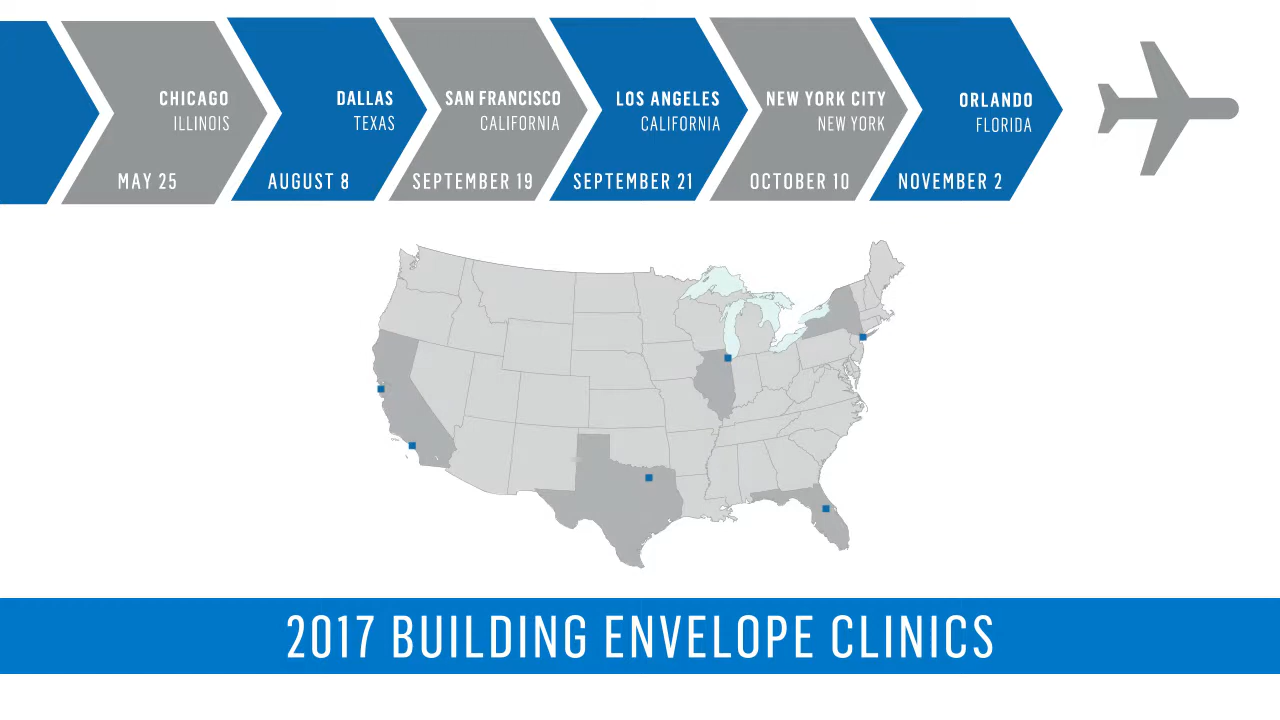 CHICAGO
ILLINOIS
MAY 25
DALLAS
TEXAS
AUGUST 8
SAN FRANCISCO
CALIFORNIA
SEPTEMBER 19
LOS ANGELES
CALIFORNIA
SEPTEMBER 21
NEW YORK CITY
NEW YORK
OCTOBER 10
ORLANDO
FLORIDA
NOVEMBER 2
2017 BUILDING ENVELOPE CLINICS